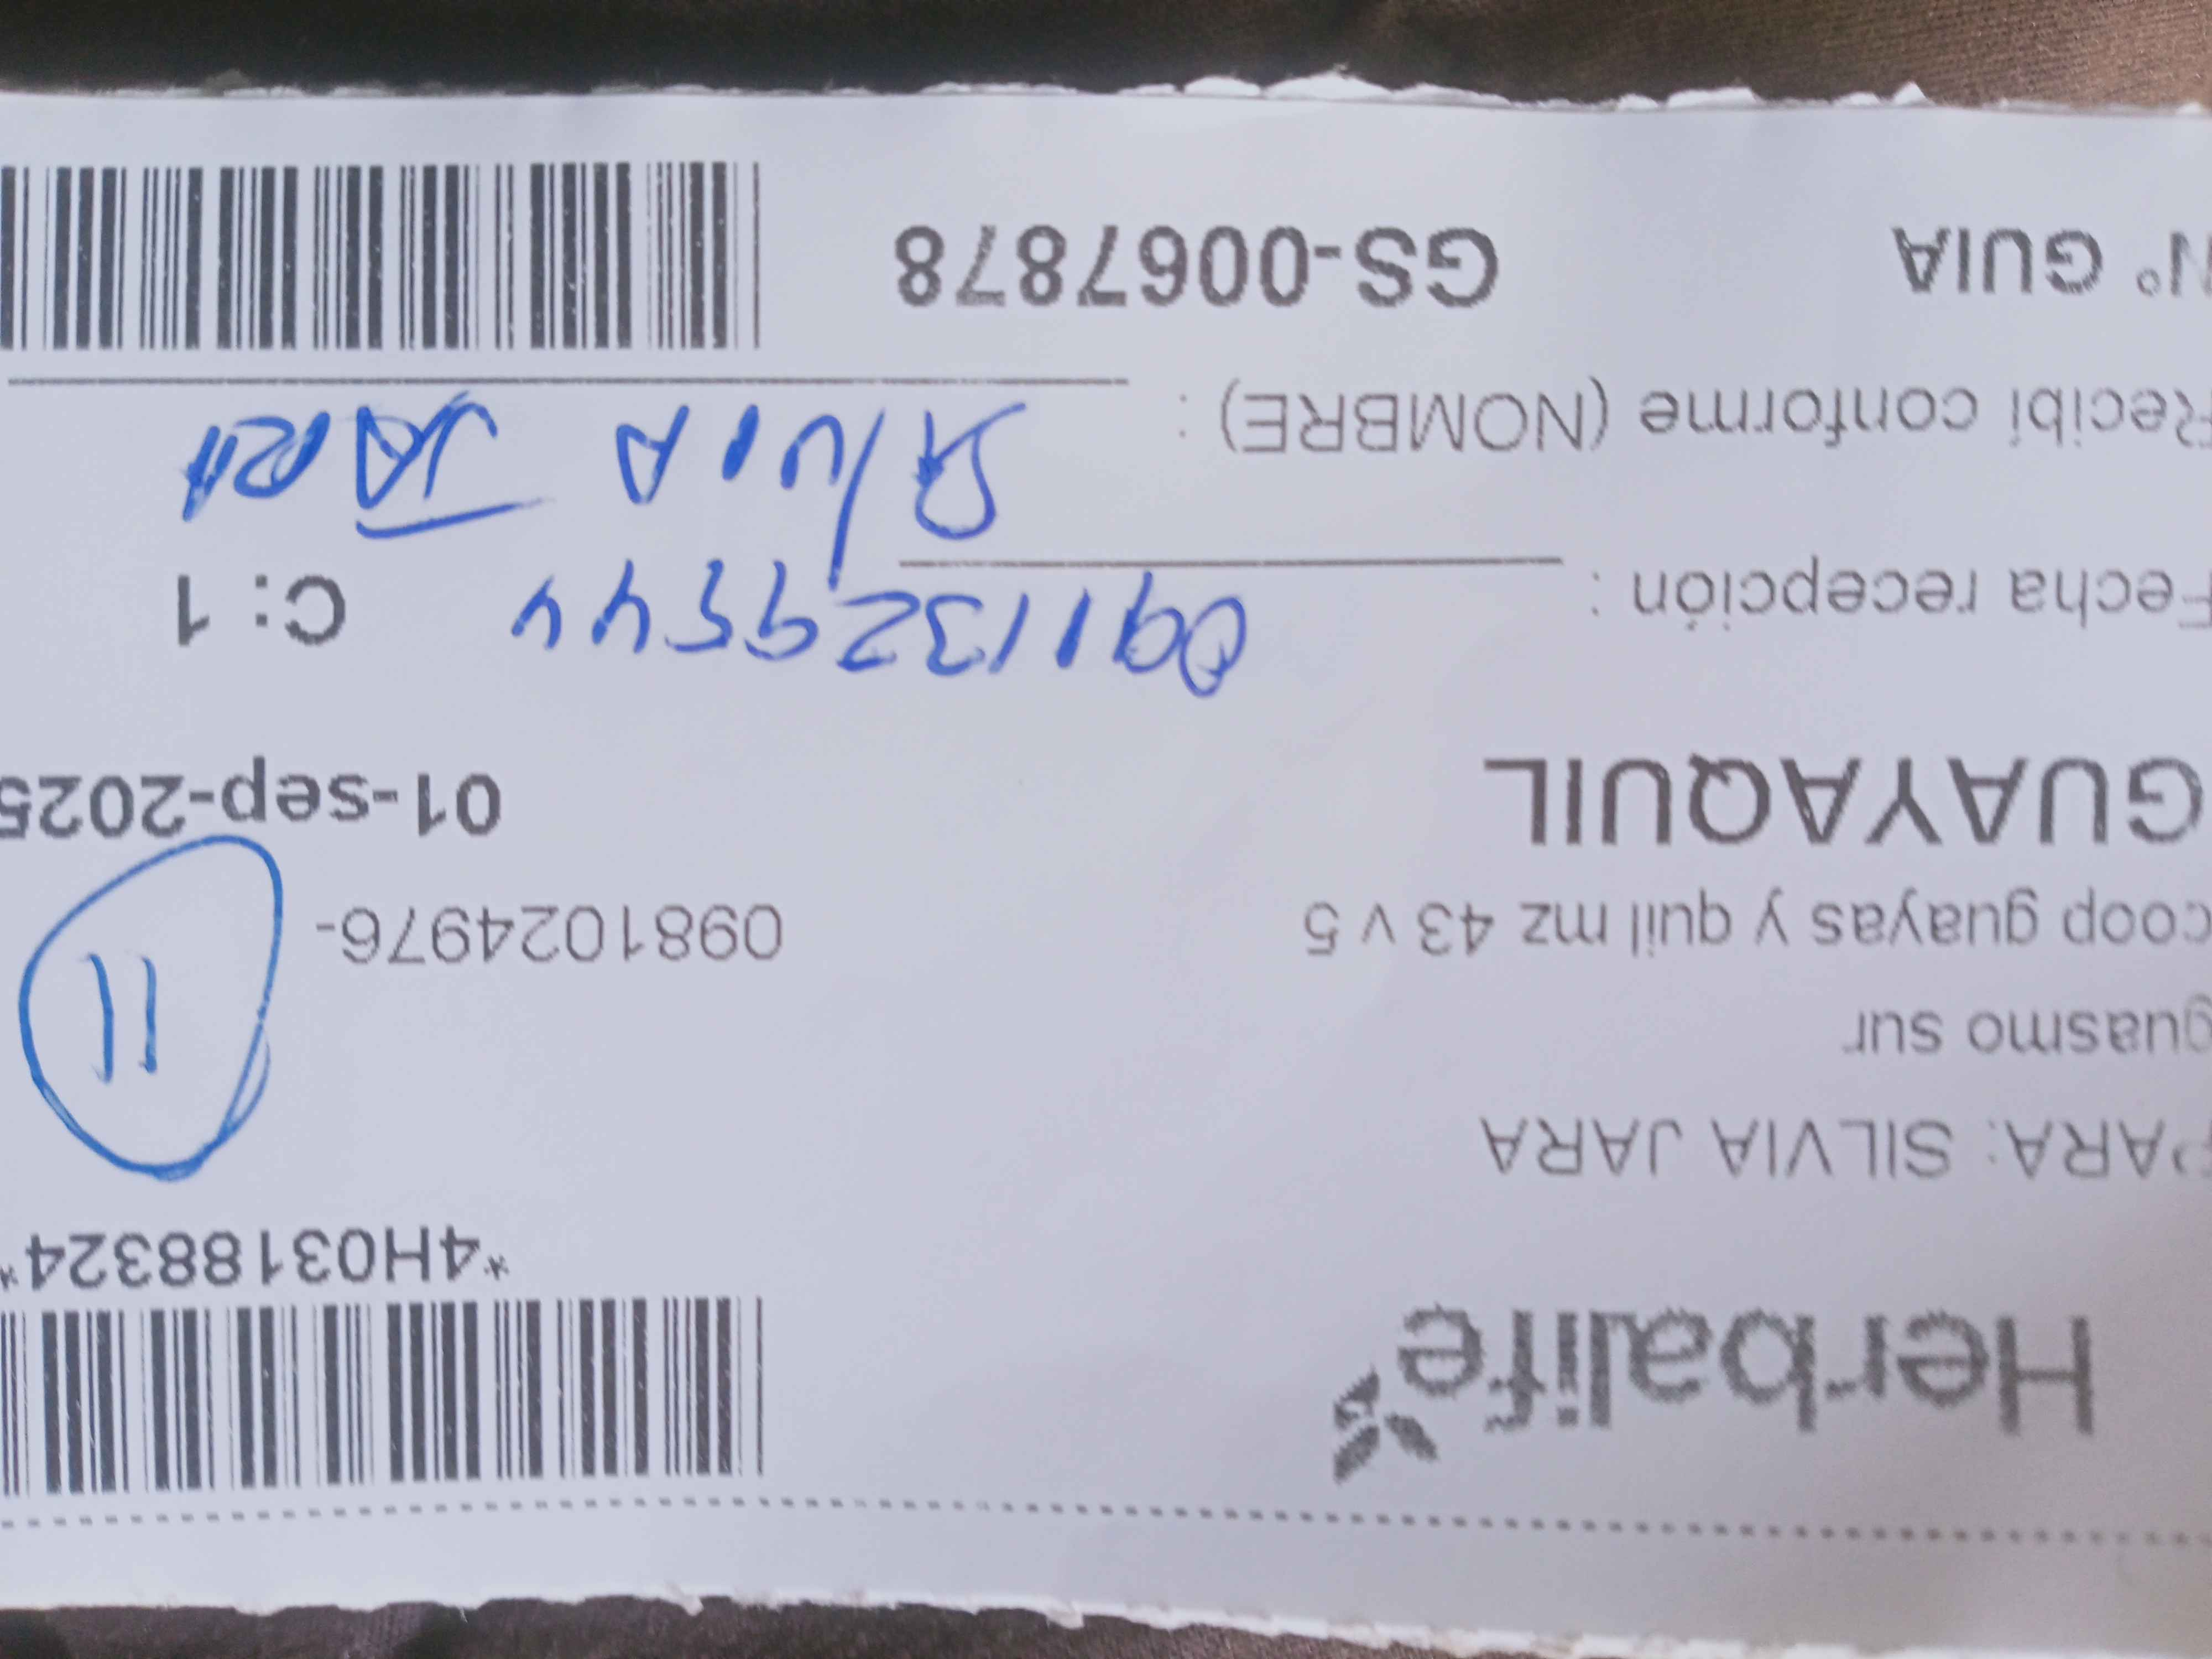 Herbalife
*4H03188324*
PARA: SILVIA JARA
guasmo sur
11
coop guayas y quil mz 43 v 5 0981024976-
GUAYAQUIL 01-sep-2025
Fecha recepción : 0911329544 C: 1
Recibí conforme (NOMBRE) : Silvia JARA
N° GUIA GS-0067878